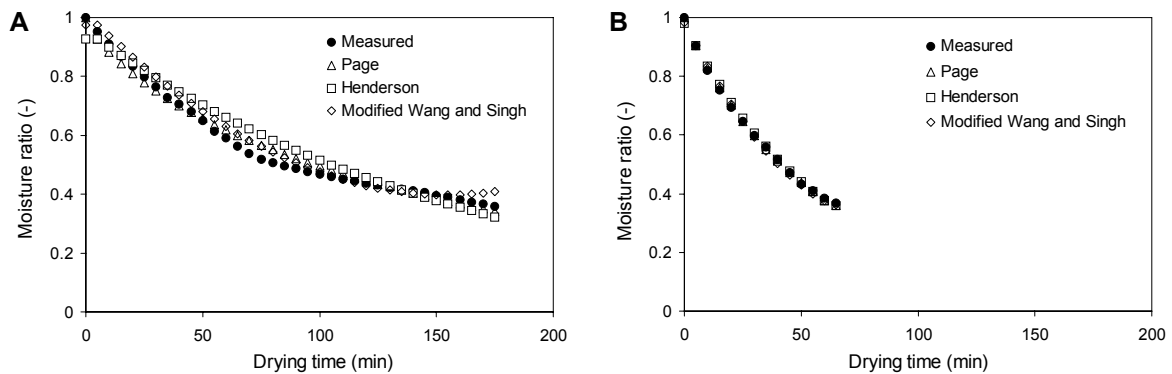 A
Moisture ratio (-)
1
0.8
0.6
0.4
0.2
0
0
50
100
150
200
Drying time (min)
Measured
Page
Henderson
Modified Wang and Singh
B
Moisture ratio (-)
1
0.8
0.6
0.4
0.2
0
0
50
100
150
200
Drying time (min)
Measured
Page
Henderson
Modified Wang and Singh